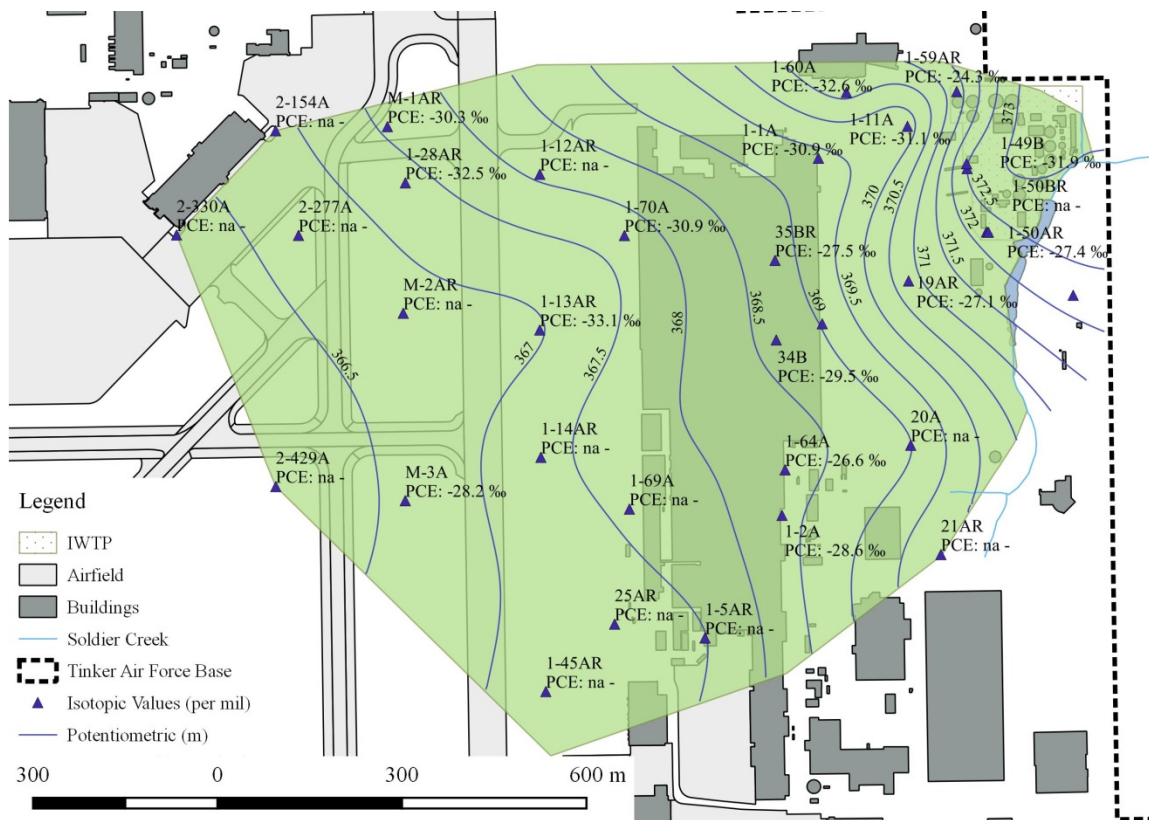 1-59AR
PCE: -24.3 ‰
1-60A
PCE: -32.6 ‰
2-154A
PCE: na -
M-1AR
PCE: -30.3 ‰
1-11A
PCE: -31.1 ‰
373
1-1A
PCE: -30.9 ‰
1-49B
PCE: -31.9 ‰
1-28AR
PCE: -32.5 ‰
1-12AR
PCE: na -
370
370.5
372.5
1-50BR
PCE: na -
2-330A
PCE: na -
2-277A
PCE: na -
1-70A
PCE: -30.9 ‰
372
1-50AR
PCE: -27.4 ‰
35BR
PCE: -27.5 ‰
371
371.5
19AR
PCE: -27.1 ‰
M-2AR
PCE: na -
1-13AR
PCE: -33.1 ‰
368
368.5
369
369.5
34B
PCE: -29.5 ‰
366.5
367
367.5
20A
PCE: na -
1-14AR
PCE: na -
1-64A
PCE: -26.6 ‰
2-429A
PCE: na -
M-3A
PCE: -28.2 ‰
1-69A
PCE: na -
1-2A
PCE: -28.6 ‰
21AR
PCE: na -
25AR
PCE: na -
1-5AR
PCE: na -
1-45AR
PCE: na -
Legend
IWTP
Airfield
Buildings
Soldier Creek
Tinker Air Force Base
Isotopic Values (per mil)
Potentiometric (m)
300 0 300 600 m